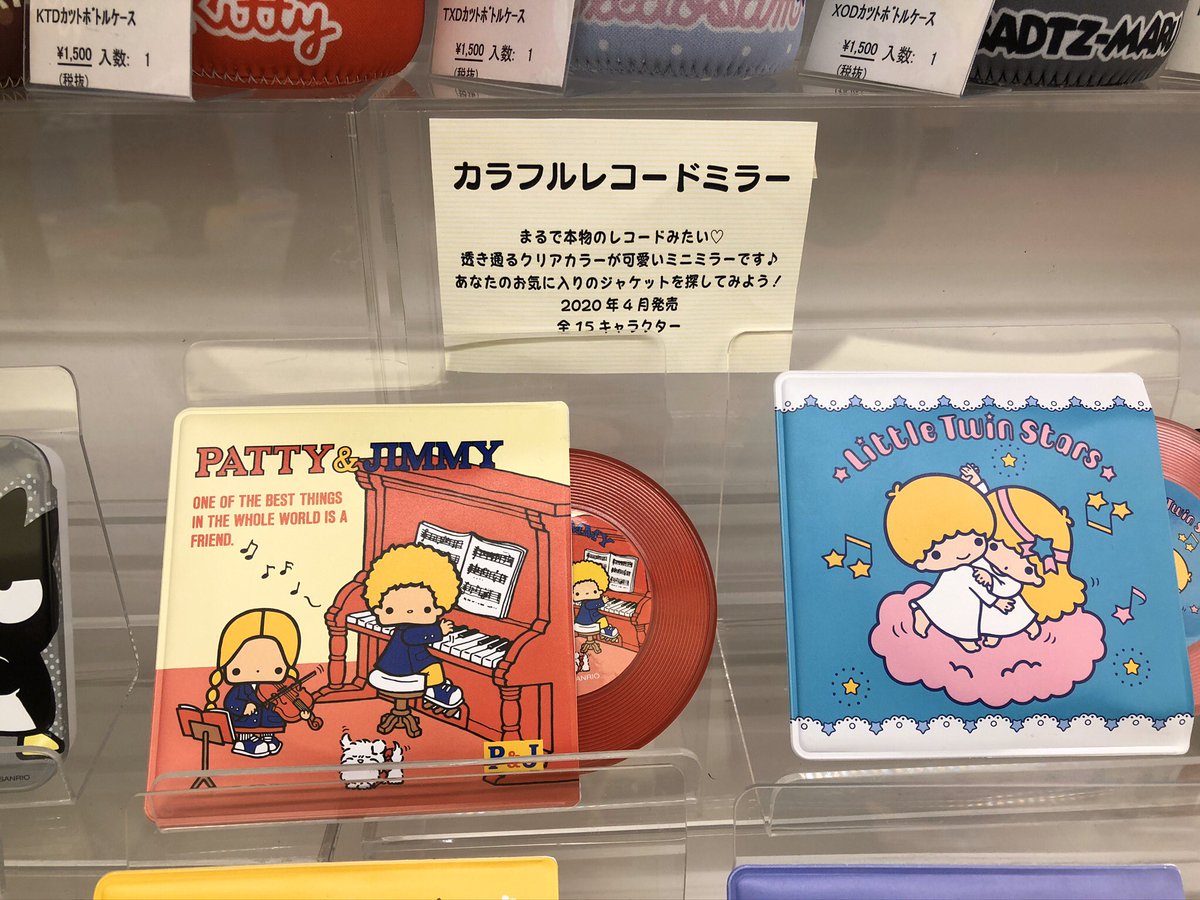 KTDカットボトルケース
¥1,500 入数: 1
(税抜)
Kitty
TXDカットボトルケース
¥1,500 入数: 1
(税抜)
XODカットボトルケース
¥1,500 入数: 1
(税抜)
BADTZ-MARU
カラフルレコードミラー
まるで本物のレコードみたい♡
透き通るクリアカラーが可愛いミニミラーです♪
あなたのお気に入りのジャケットを探してみよう！
2020年4月発売
全15キャラクター
PATTY&JIMMY
ONE OF THE BEST THINGS
IN THE WHOLE WORLD IS A
FRIEND.
P&J
Little Twin Stars
SANRIO